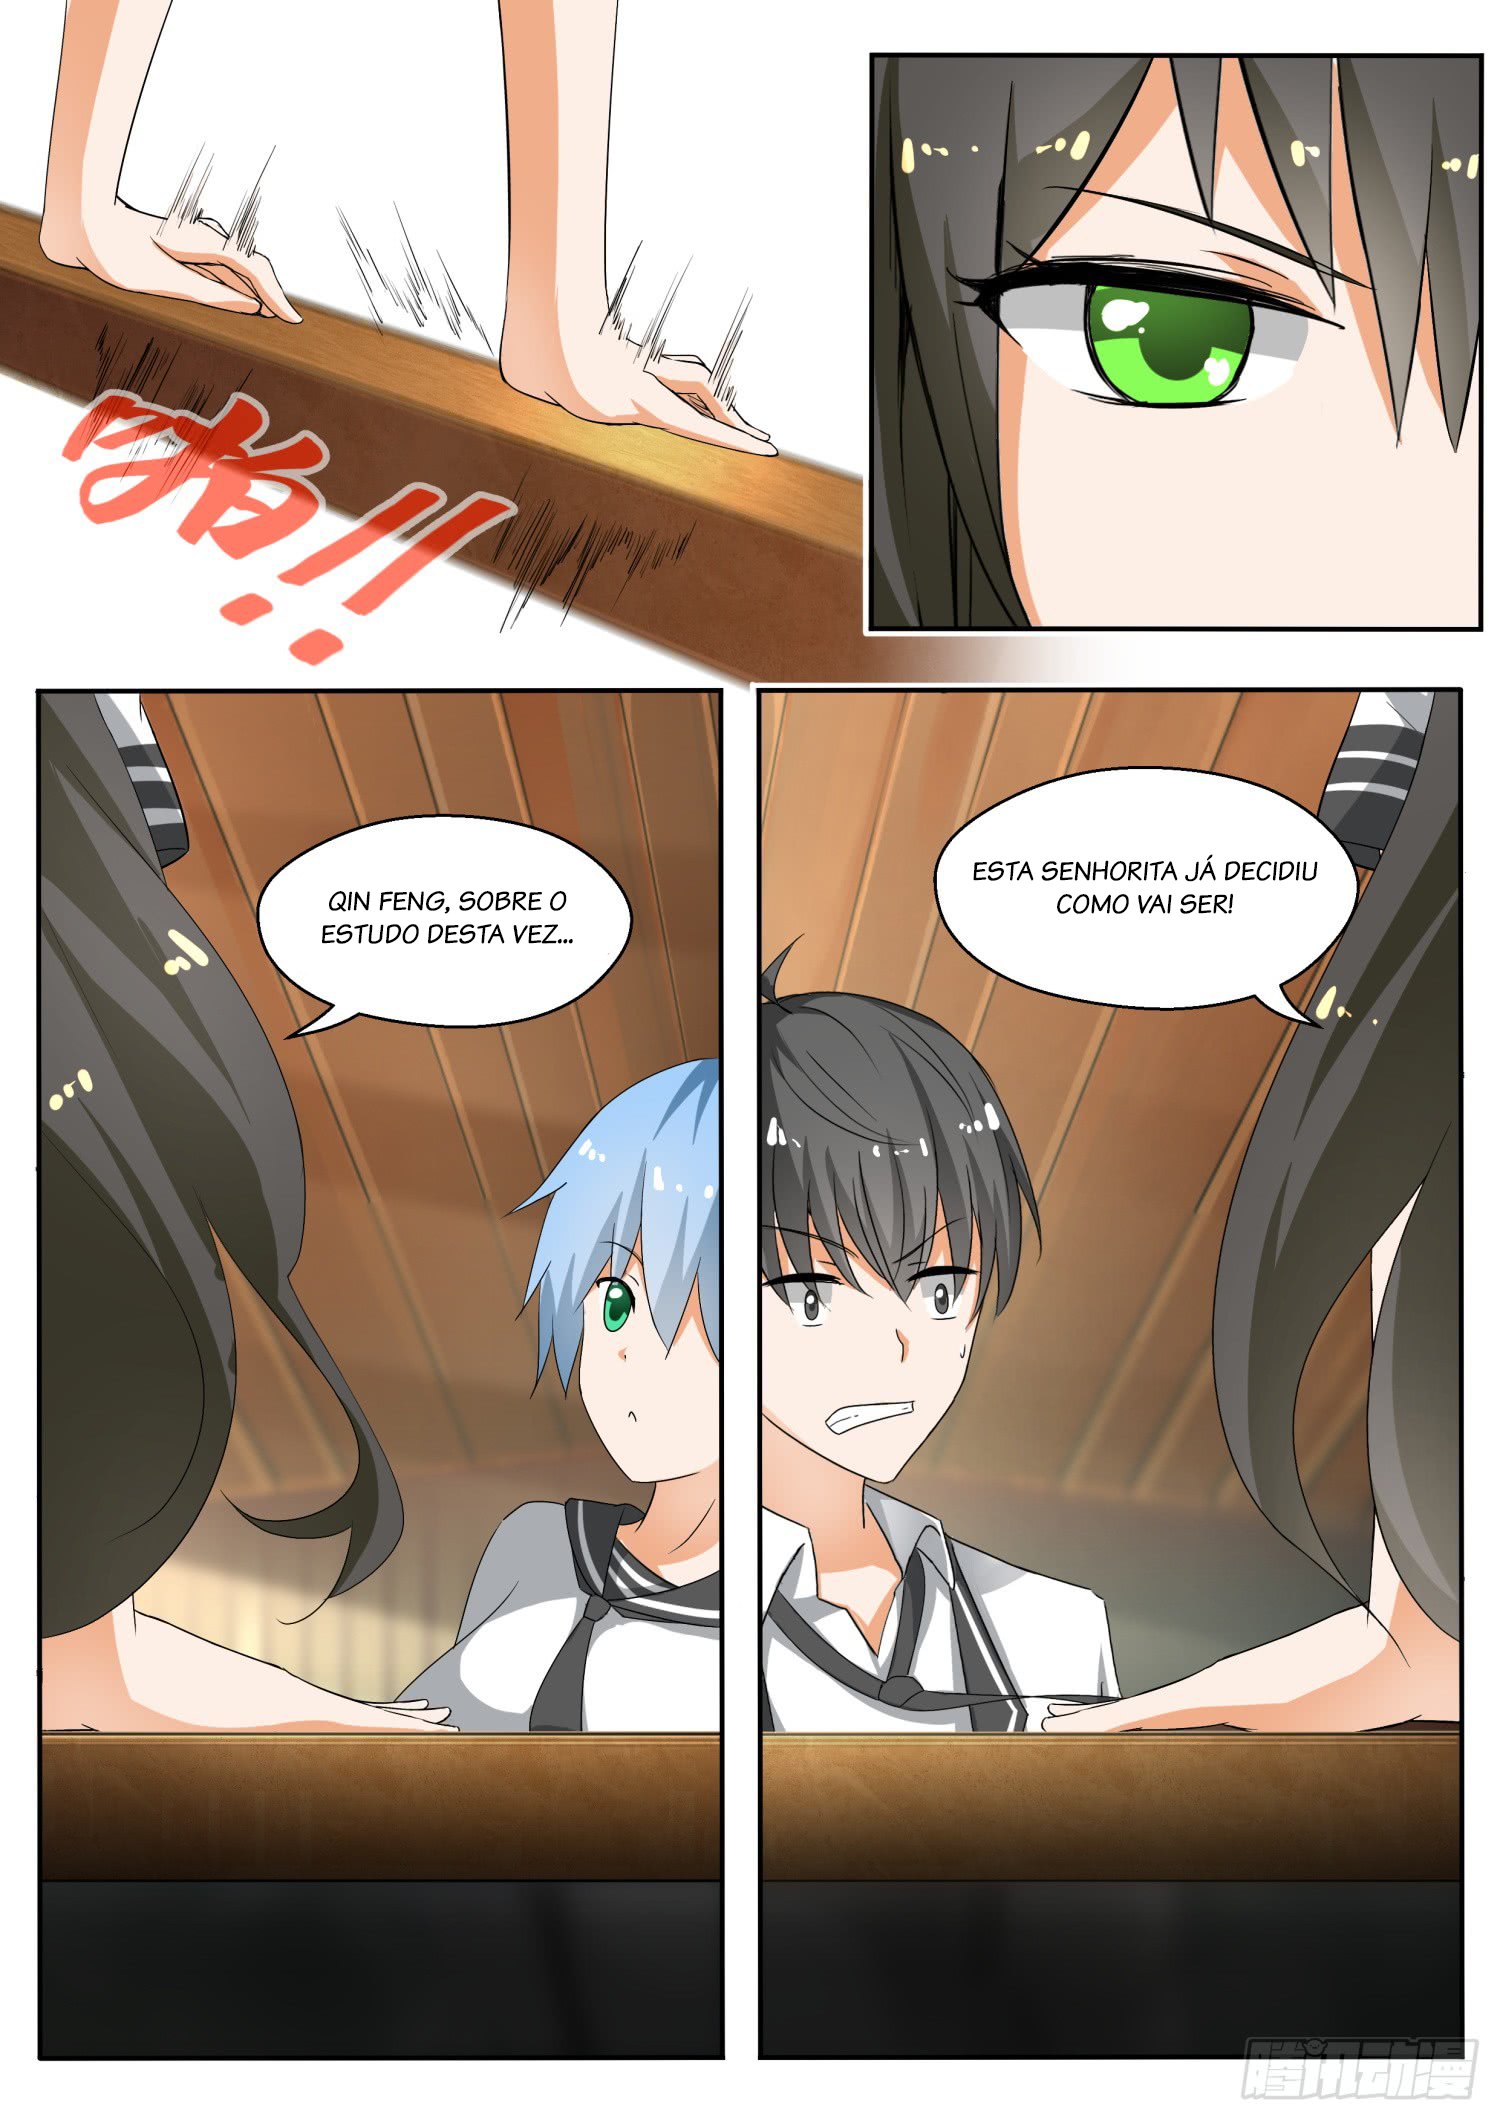 啪!!
QIN FENG, SOBRE O
ESTUDO DESTA VEZ...
ESTA SENHORITA JÁ DECIDIU
COMO VAI SER!
腾讯动漫